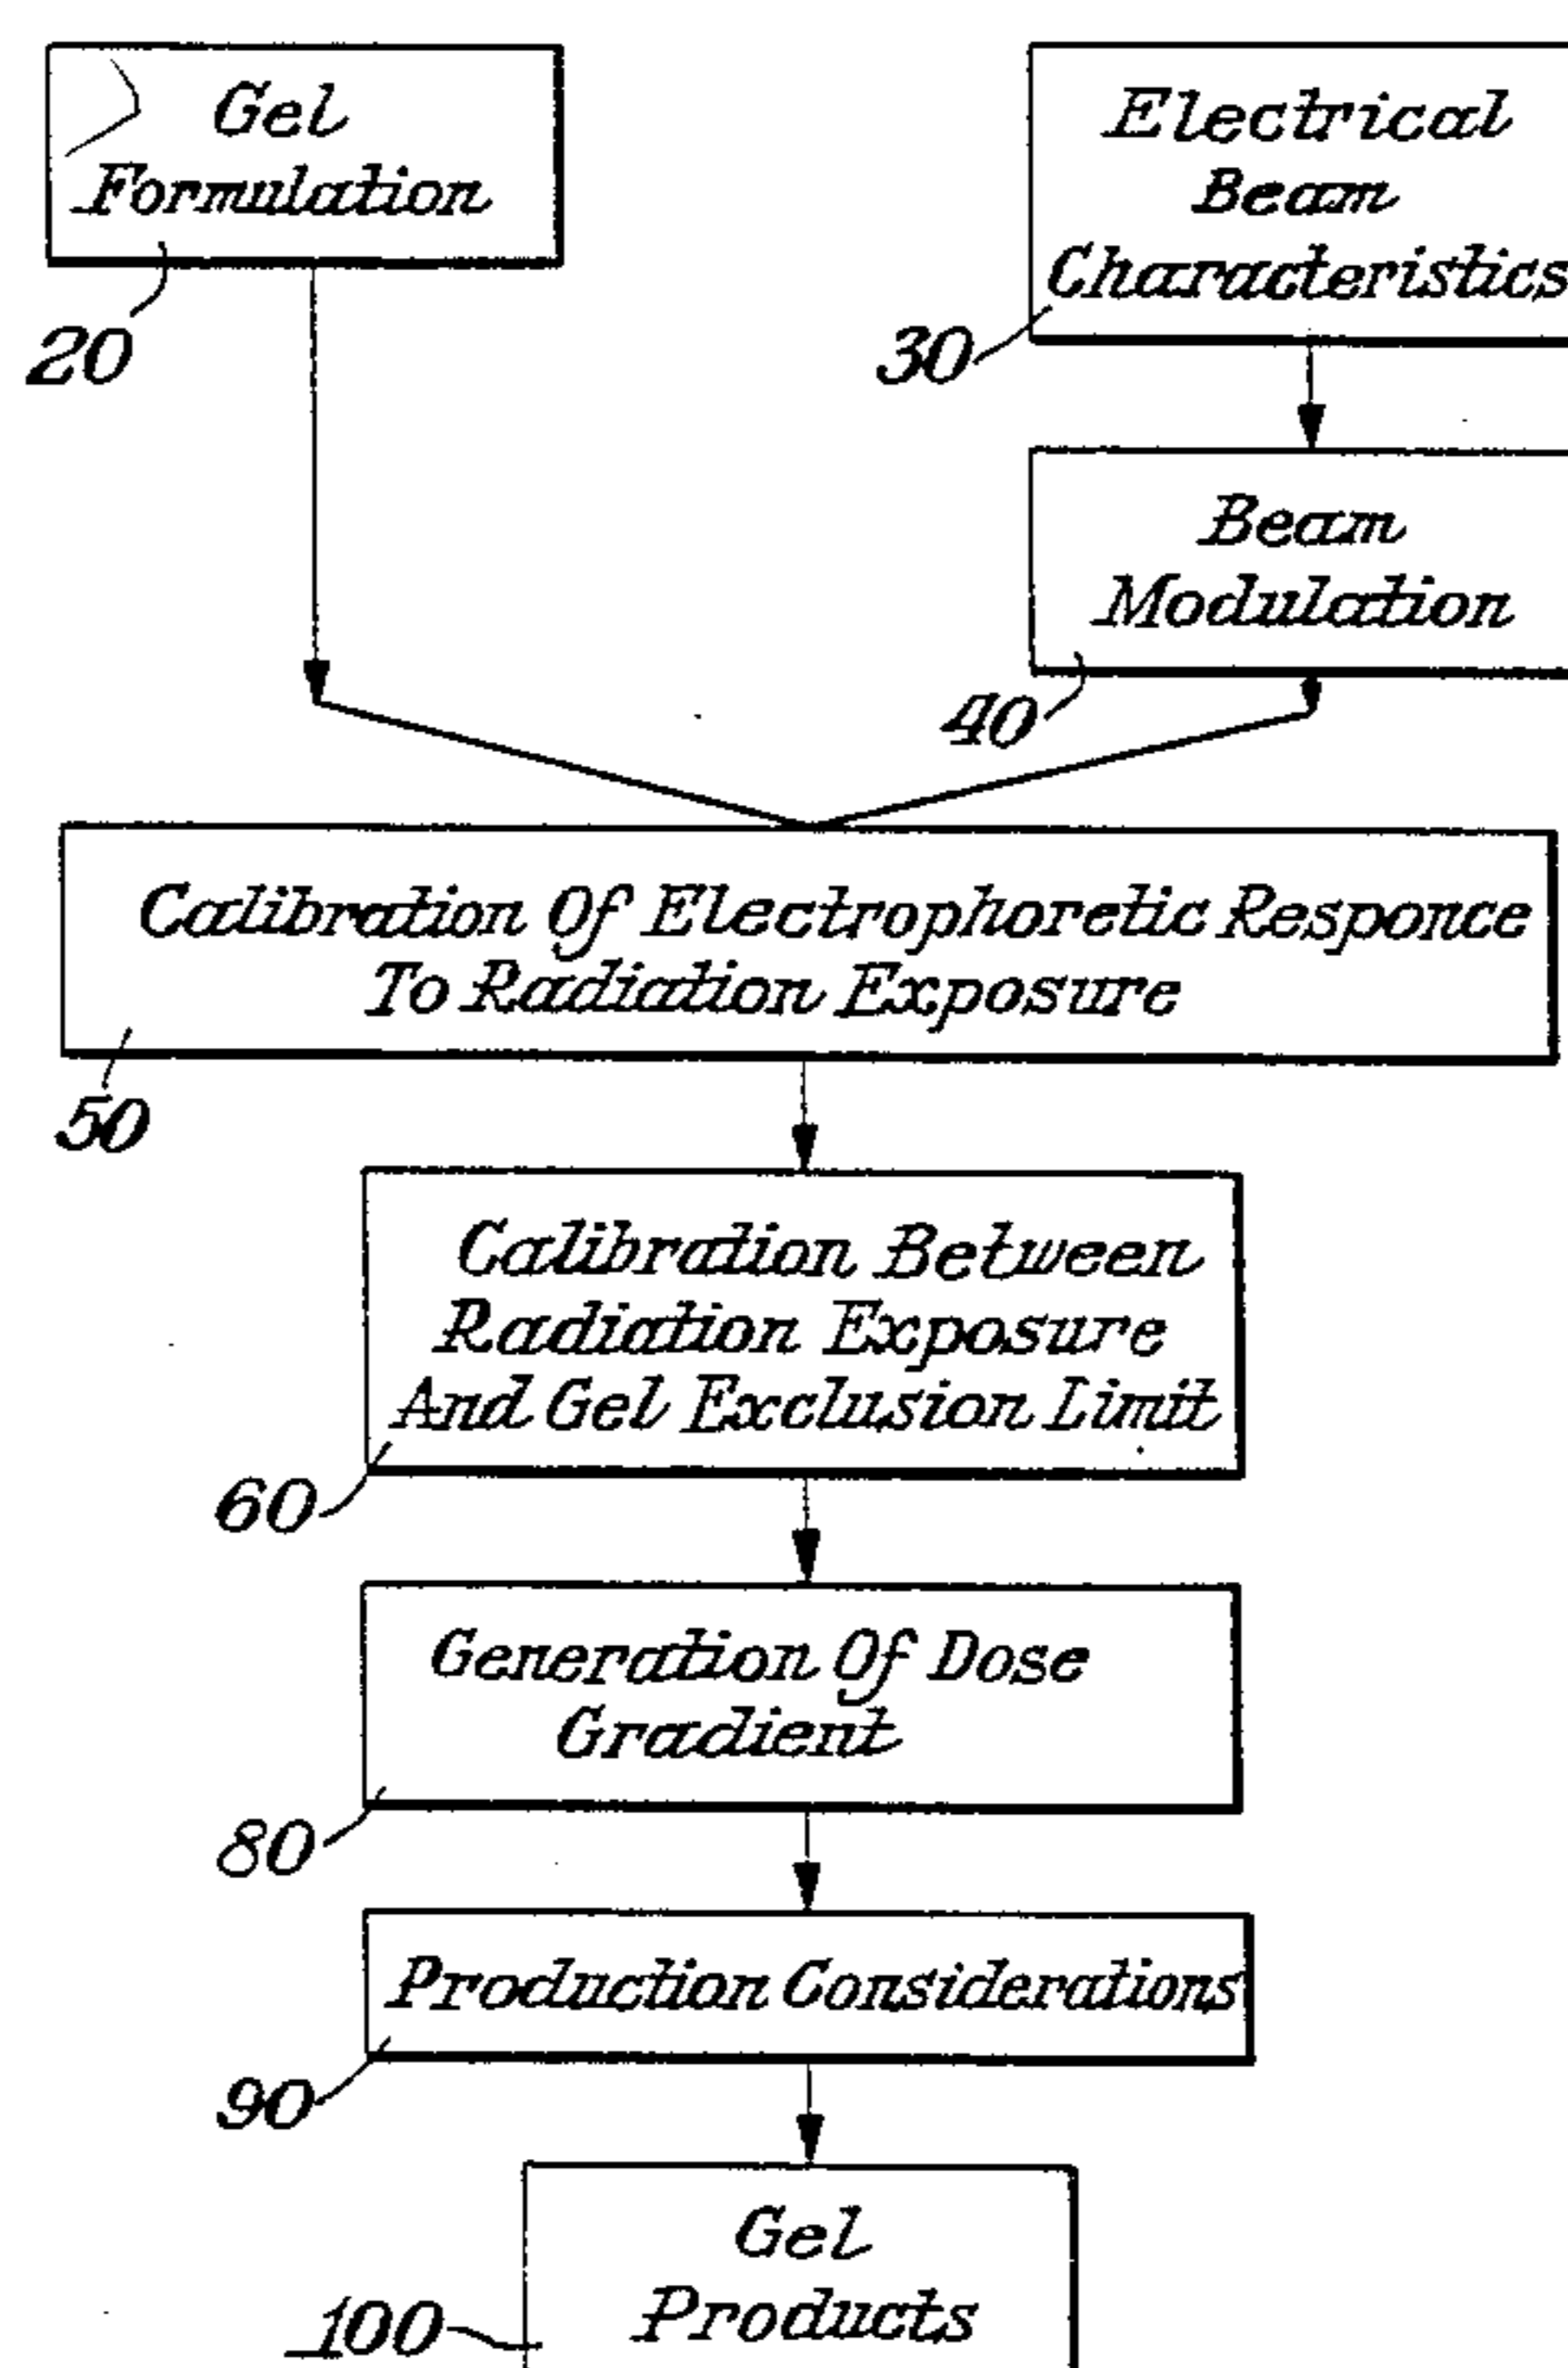 Gel
Formulation
20
Electrical
Beam
Characteristics
30
Beam
Modulation
40
Calibration Of Electrophoretic Responce
To Radiation Exposure
50
Calibration Between
Radiation Exposure
And Gel Exclusion Limit
60
Generation Of Dose
Gradient
80
Production Considerations
90
Gel
Products
100